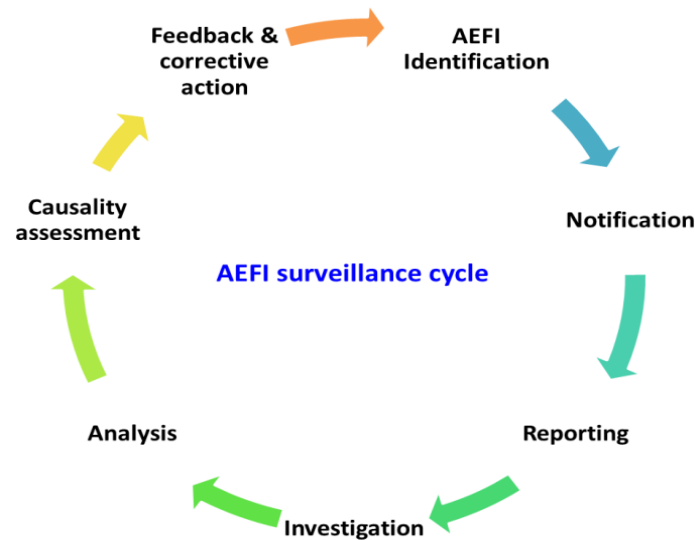 AEFI
Identification
Notification
Reporting
Investigation
Analysis
Causality
assessment
Feedback &
corrective
action
AEFI surveillance cycle